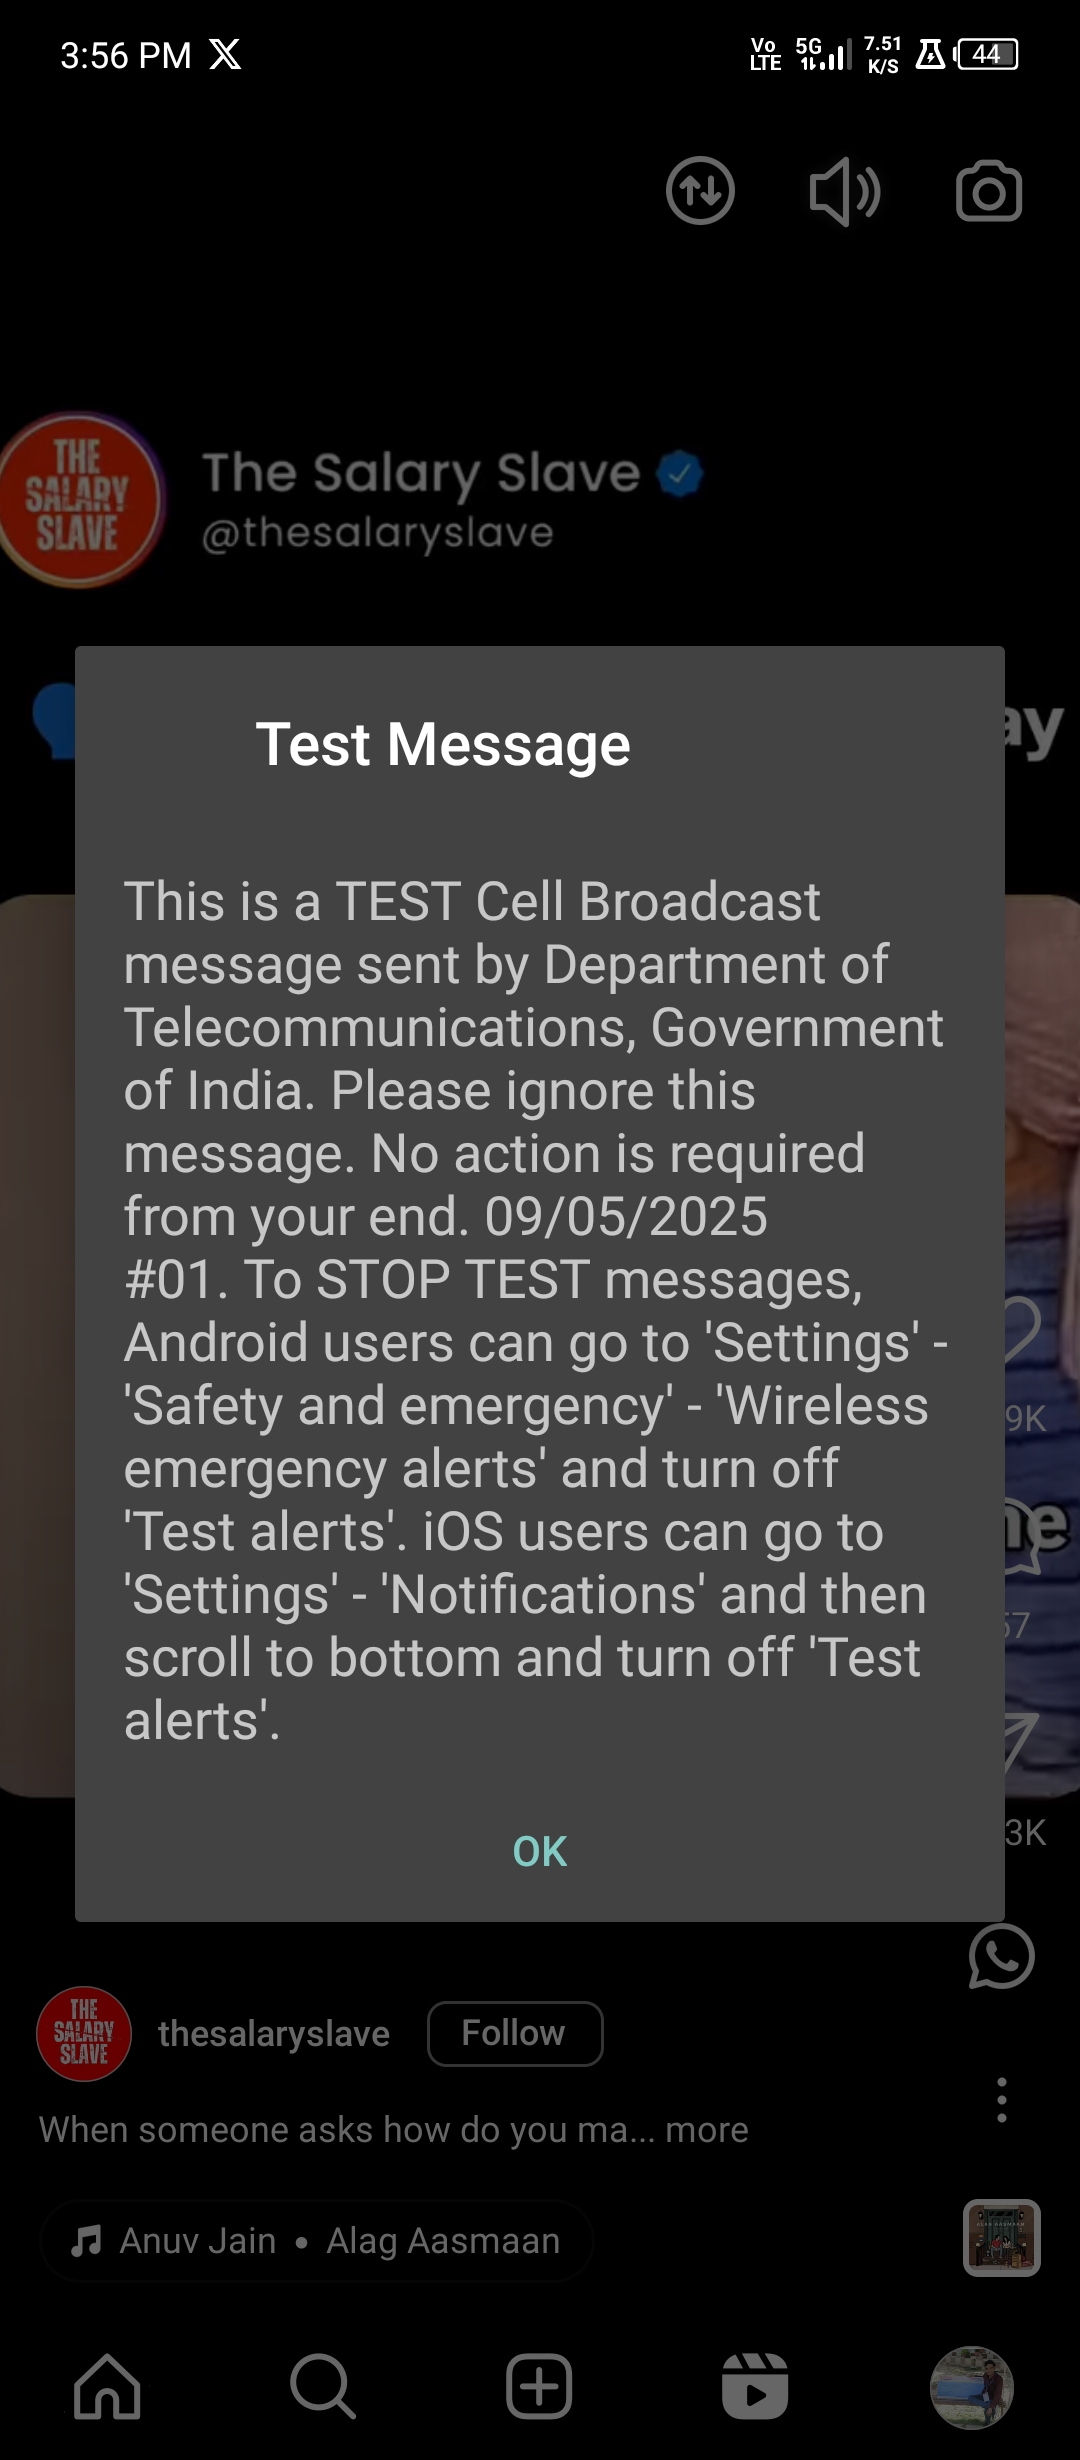 3:56 PM
Vo LTE 5G 7.51 K/S 44
THE
SALARY
SLAVE
The Salary Slave
@thesalaryslave
ay
Test Message
This is a TEST Cell Broadcast
message sent by Department of
Telecommunications, Government
of India. Please ignore this
message. No action is required
from your end. 09/05/2025
#01. To STOP TEST messages,
Android users can go to 'Settings' -
'Safety and emergency' - 'Wireless
emergency alerts' and turn off
'Test alerts'. iOS users can go to
'Settings' - 'Notifications' and then
scroll to bottom and turn off 'Test
alerts'.
OK
9K
57
3K
THE
SALARY
SLAVE
thesalaryslave
Follow
When someone asks how do you ma... more
Anuv Jain • Alag Aasmaan